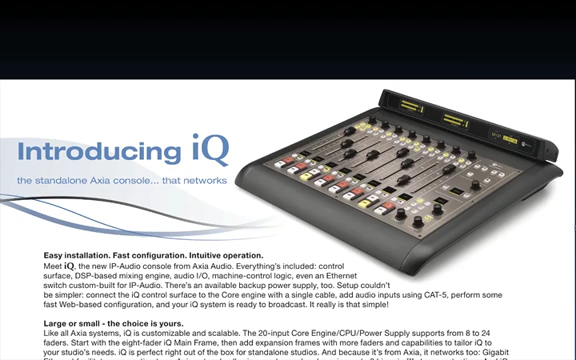 Introducing iQ
the standalone Axia console... that networks
Easy installation. Fast configuration. Intuitive operation.
Meet iQ, the new IP-Audio console from Axia Audio. Everything's included: control
surface, DSP-based mixing engine, audio I/O, machine-control logic, even an Ethernet
switch custom-built for IP-Audio. There's an available backup power supply, too. Setup couldn't
be simpler: connect the iQ control surface to the Core engine with a single cable, add audio inputs using CAT-5, perform some
fast Web-based configuration, and your iQ system is ready to broadcast. It really is that simple!
Large or small - the choice is yours.
Like all Axia systems, iQ is customizable and scalable. The 20-input Core Engine/CPU/Power Supply supports from 8 to 24
faders. Start with the eight-fader iQ Main Frame, then add expansion frames with more faders and capabilities to tailor iQ to
your studio's needs. iQ is perfect right out of the box for standalone studios. And because it's from Axia, it networks too: Gigabit